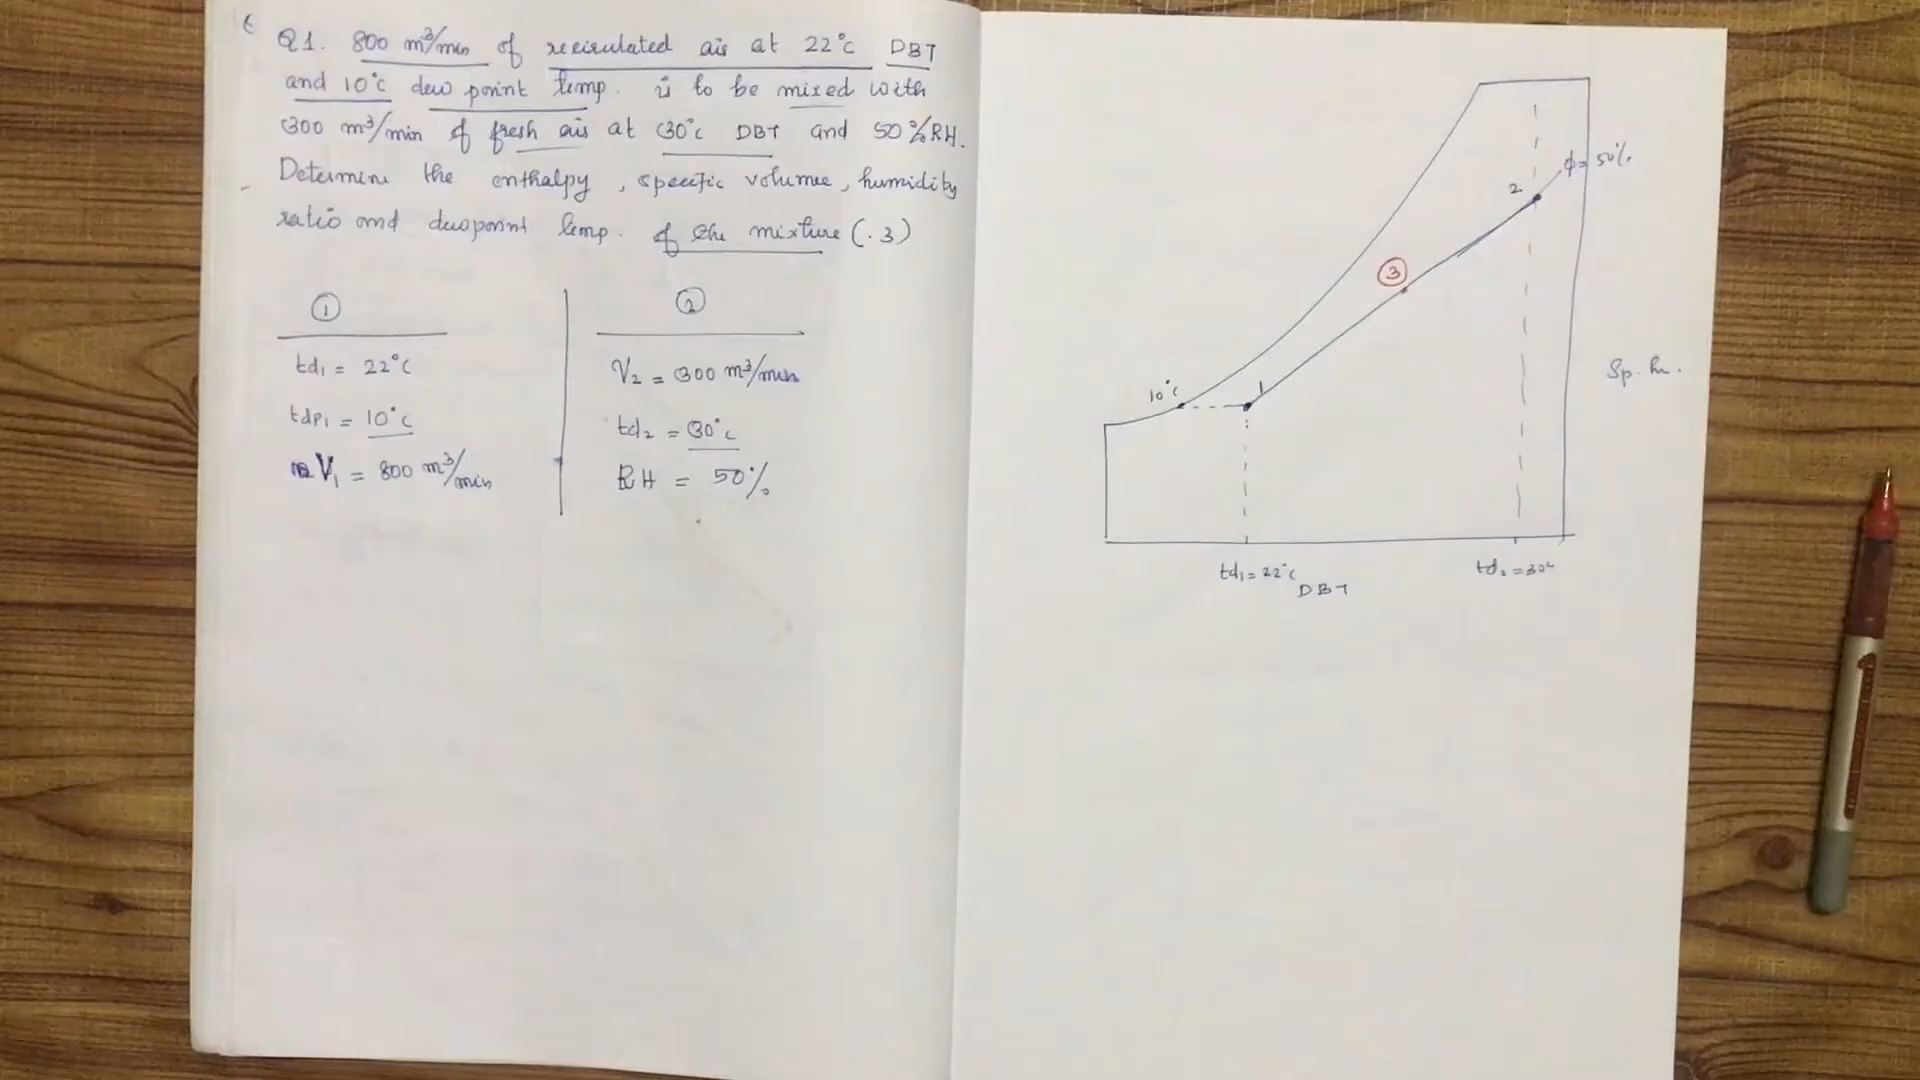 Q1. 800 m³/min of recirulated air at 22°C DBT
and 10°C dew point temp. is to be mixed with
300 m³/min of fresh air at 30°C DBT and 50%RH.
Determine the enthalpy, specific volume, humidity
ratio and dewpoint temp. of the mixture (. 3)
①
td₁ = 22°C
tdp₁ = 10°C
V₁ = 800 m³/min
②
V₂ = 300 m³/min
td₂ = 30°C
RH = 50%
ϕ = 50%
2
③
Sp. hu.
10°C
1
td₁ = 22°C
td₂ = 30°
DBT